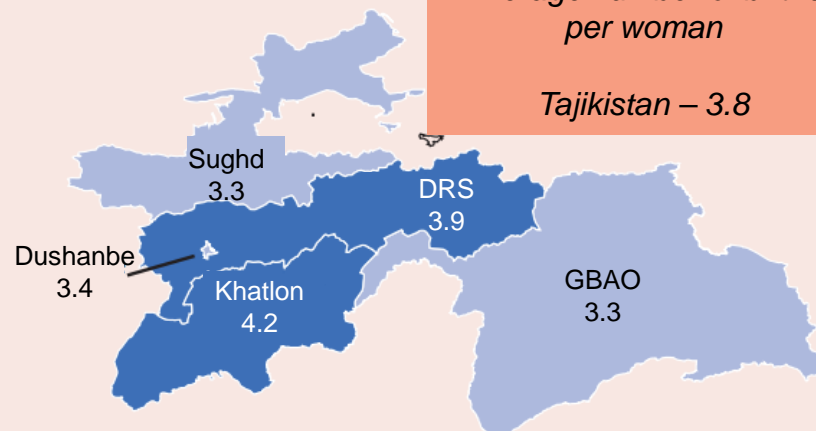 per woman
Tajikistan – 3.8
Sughd
3.3
DRS
3.9
Dushanbe
3.4
Khatlon
4.2
GBAO
3.3